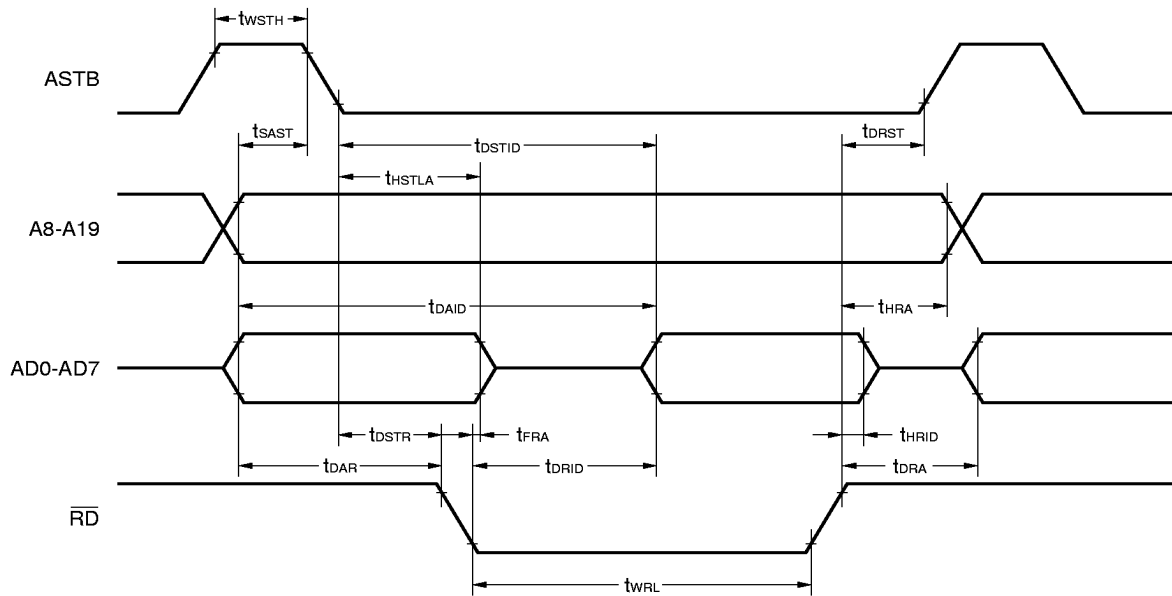 tWSTH
ASTB
tSAST
tDSTID
tDRST
tHSTLA
A8-A19
tDAID
tHRA
AD0-AD7
tDSTR
tFRA
tHRID
tDAR
tDRID
tDRA
RD
tWRL